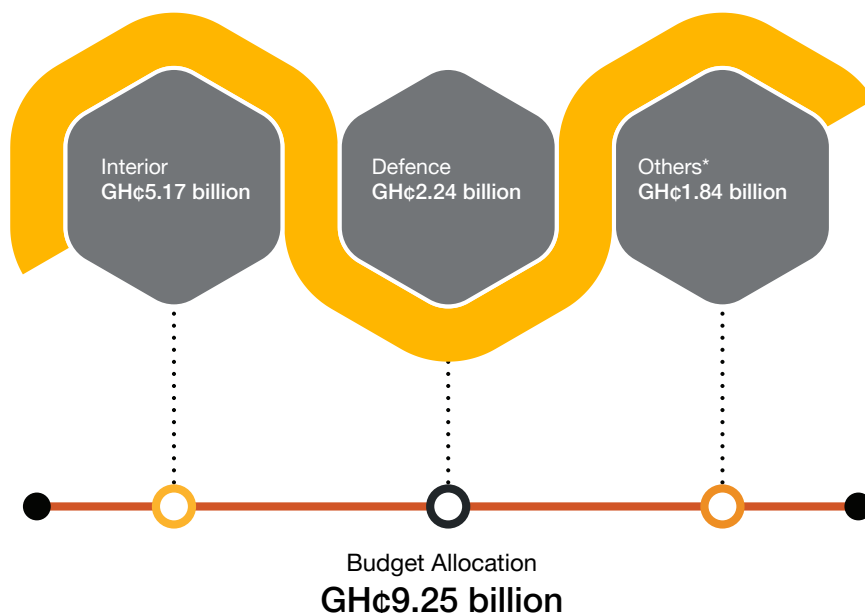 Interior
GH¢5.17 billion
Defence
GH¢2.24 billion
Others*
GH¢1.84 billion
Budget Allocation
GH¢9.25 billion